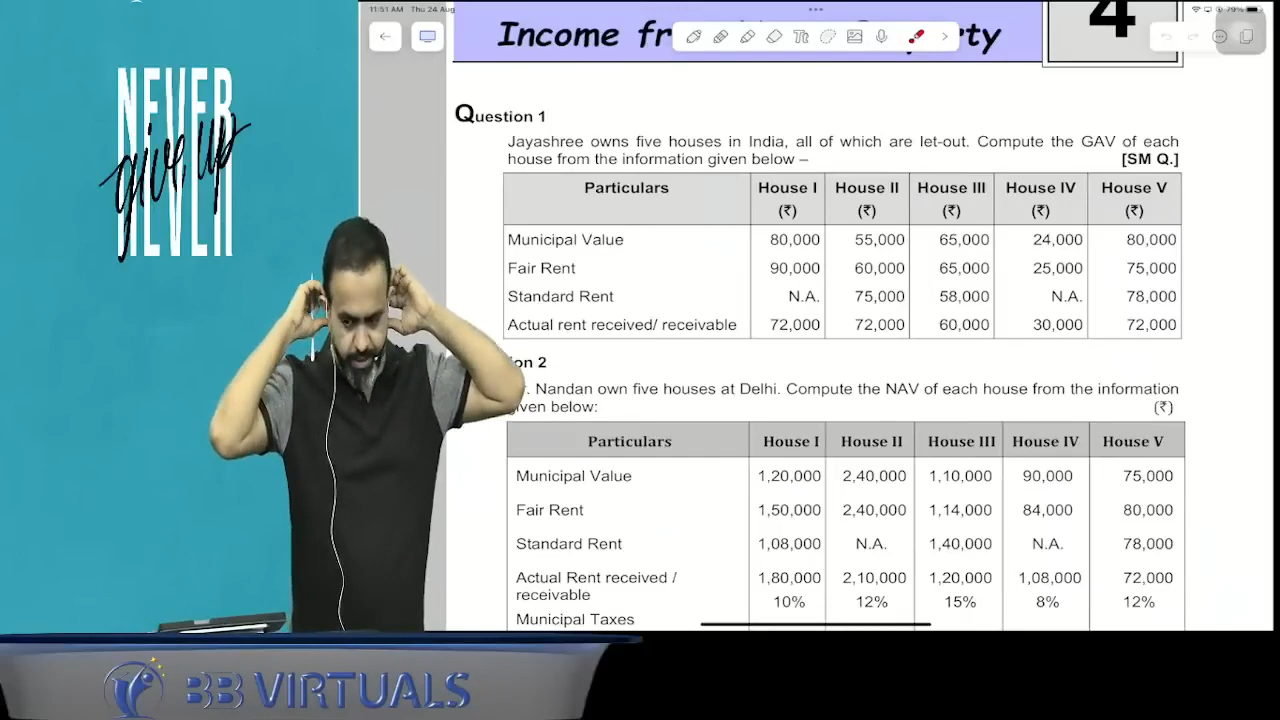 11:51 AM Thu 24 Aug
79%
Income fr
rty
4
NEVER
give up
NEVER
Question 1
Jayashree owns five houses in India, all of which are let-out. Compute the GAV of each
house from the information given below – [SM Q.]
Particulars House I House II House III House IV House V
(₹) (₹) (₹) (₹) (₹)
Municipal Value 80,000 55,000 65,000 24,000 80,000
Fair Rent 90,000 60,000 65,000 25,000 75,000
Standard Rent N.A. 75,000 58,000 N.A. 78,000
Actual rent received/ receivable 72,000 72,000 60,000 30,000 72,000
on 2
. Nandan own five houses at Delhi. Compute the NAV of each house from the information
given below: (₹)
Particulars House I House II House III House IV House V
Municipal Value 1,20,000 2,40,000 1,10,000 90,000 75,000
Fair Rent 1,50,000 2,40,000 1,14,000 84,000 80,000
Standard Rent 1,08,000 N.A. 1,40,000 N.A. 78,000
Actual Rent received / 1,80,000 2,10,000 1,20,000 1,08,000 72,000
receivable
10% 12% 15% 8% 12%
Municipal Taxes
BB VIRTUALS